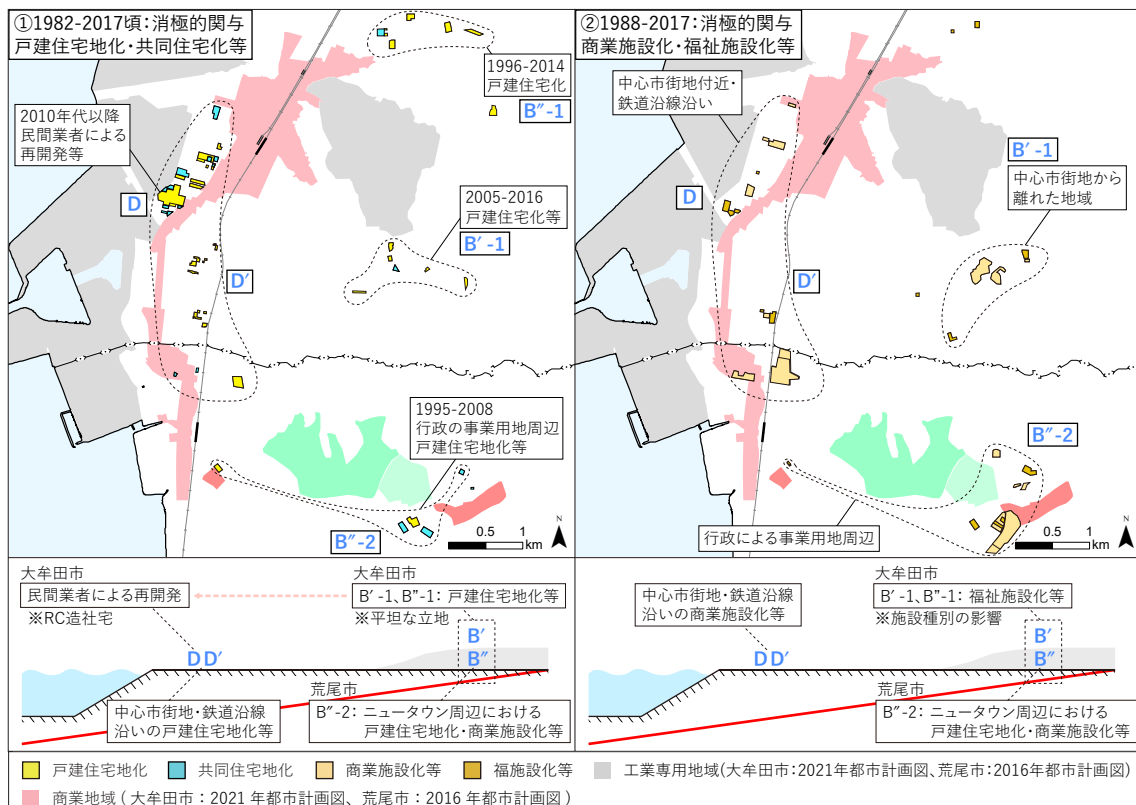 ①1982-2017頃：消極的関与
戸建住宅地化・共同住宅化等
1996-2014
戸建住宅化
B″-1
2010年代以降
民間業者による
再開発等
D
2005-2016
戸建住宅化等
B′-1
D′
1995-2008
行政の事業用地周辺
戸建住宅地化等
B″-2
0.5 1
km
N
②1988-2017：消極的関与
商業施設化・福祉施設化等
中心市街地付近・
鉄道沿線沿い
B′-1
中心市街地から
離れた地域
D
D′
B″-2
行政による事業用地周辺
0.5 1
km
N
大牟田市
民間業者による再開発
※RC造社宅
大牟田市
B′-1、B″-1： 戸建住宅地化等
※平坦な立地
B′
D D′
B″
荒尾市
中心市街地・鉄道沿線
沿いの戸建住宅地化等
B″-2： ニュータウン周辺における
戸建住宅地化・商業施設化等
中心市街地・鉄道沿線
沿いの商業施設化等
大牟田市
B′-1、B″-1： 福祉施設化等
※施設種別の影響
B′
D D′
B″
荒尾市
B″-2： ニュータウン周辺における
戸建住宅地化・商業施設化等
戸建住宅地化 共同住宅地化 商業施設化等 福施設化等 工業専用地域(大牟田市：2021年都市計画図、荒尾市：2016年都市計画図)
商業地域 ( 大牟田市 ： 2021 年都市計画図、 荒尾市 ： 2016 年都市計画図 )